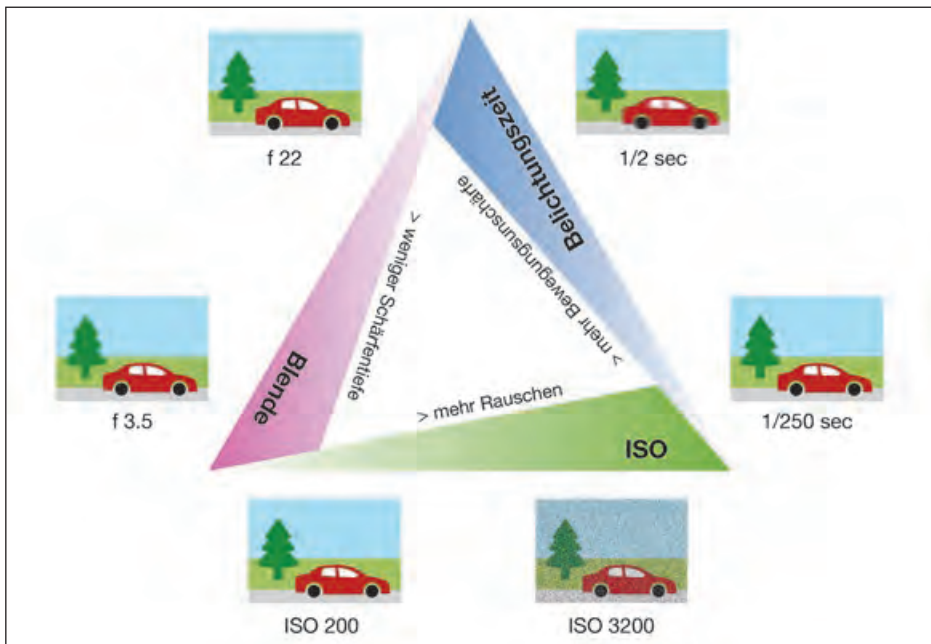 f 22
1/2 sec
Belichtungszeit
> mehr Bewegungsunschärfe
> weniger Schärfentiefe
Blende
f 3.5
1/250 sec
> mehr Rauschen
ISO
ISO 200
ISO 3200